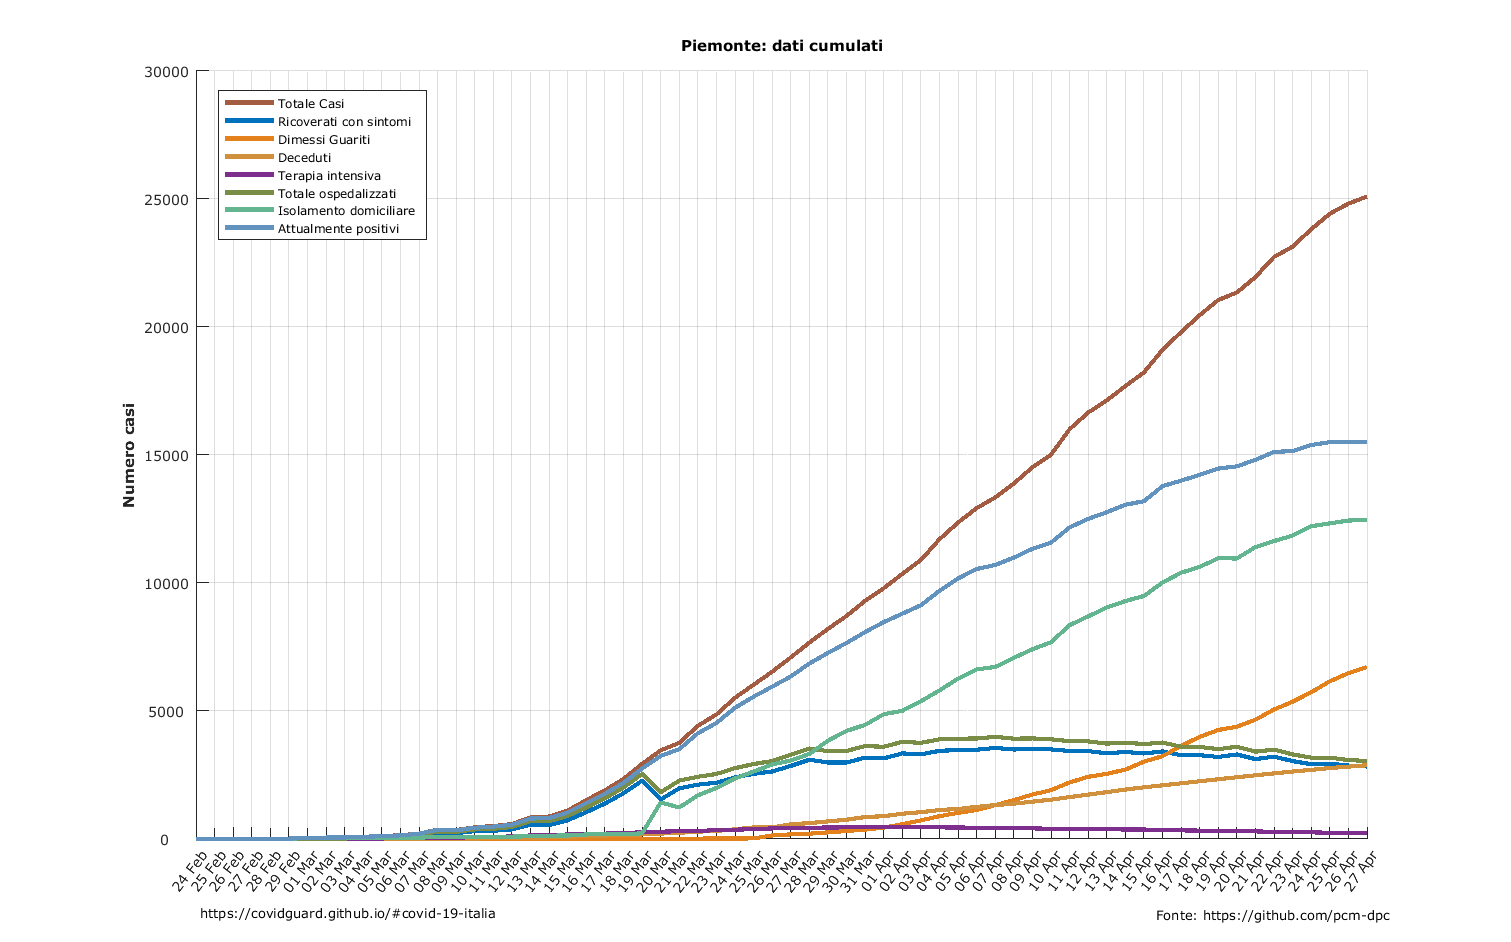 Piemonte: dati cumulati
30000
25000
20000
15000
10000
5000
0
Numero casi
Totale Casi
Ricoverati con sintomi
Dimessi Guariti
Deceduti
Terapia intensiva
Totale ospedalizzati
Isolamento domiciliare
Attualmente positivi
24 Feb
25 Feb
26 Feb
27 Feb
28 Feb
29 Feb
01 Mar
02 Mar
03 Mar
04 Mar
05 Mar
06 Mar
07 Mar
08 Mar
09 Mar
10 Mar
11 Mar
12 Mar
13 Mar
14 Mar
15 Mar
16 Mar
17 Mar
18 Mar
19 Mar
20 Mar
21 Mar
22 Mar
23 Mar
24 Mar
25 Mar
26 Mar
27 Mar
28 Mar
29 Mar
30 Mar
31 Mar
01 Apr
02 Apr
03 Apr
04 Apr
05 Apr
06 Apr
07 Apr
08 Apr
09 Apr
10 Apr
11 Apr
12 Apr
13 Apr
14 Apr
15 Apr
16 Apr
17 Apr
18 Apr
19 Apr
20 Apr
21 Apr
22 Apr
23 Apr
24 Apr
25 Apr
26 Apr
27 Apr
https://covidguard.github.io/#covid-19-italia
Fonte: https://github.com/pcm-dpc